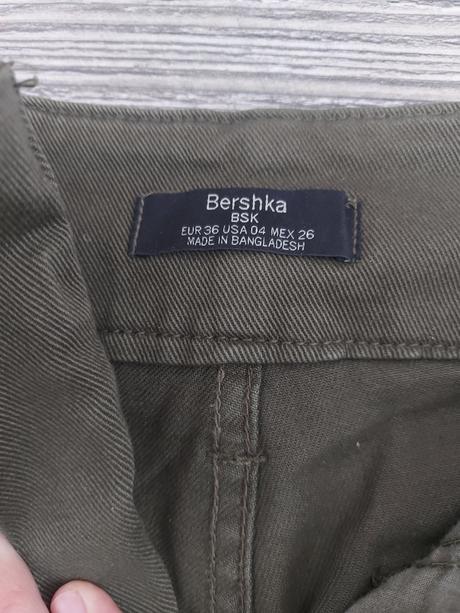 Bershka
BSK
EUR 36 USA 04 MEX 26
MADE IN BANGLADESH